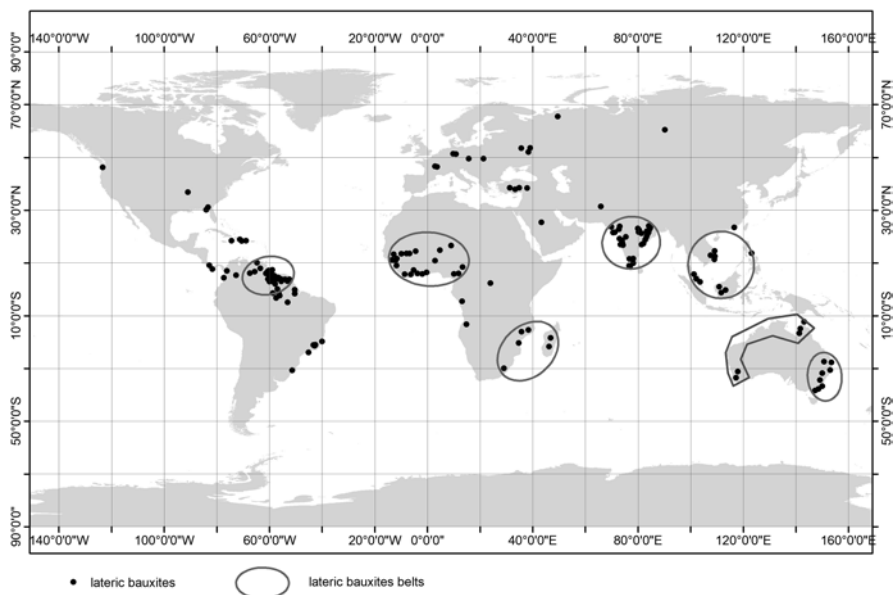 140°0'0"W 100°0'0"W 60°0'0"W 20°0'0"W 0°0'0" 40°0'0"E 80°0'0"E 120°0'0"E 160°0'0"E
90°0'0"N 90°0'0"N
70°0'0"N 70°0'0"N
30°0'0"N 30°0'0"N
10°0'0"S 10°0'0"S
50°0'0"S 50°0'0"S
90°0'0"S 90°0'0"S
140°0'0"W 100°0'0"W 60°0'0"W 20°0'0"W 0°0'0" 40°0'0"E 80°0'0"E 120°0'0"E 160°0'0"E
lateric bauxites lateric bauxites belts